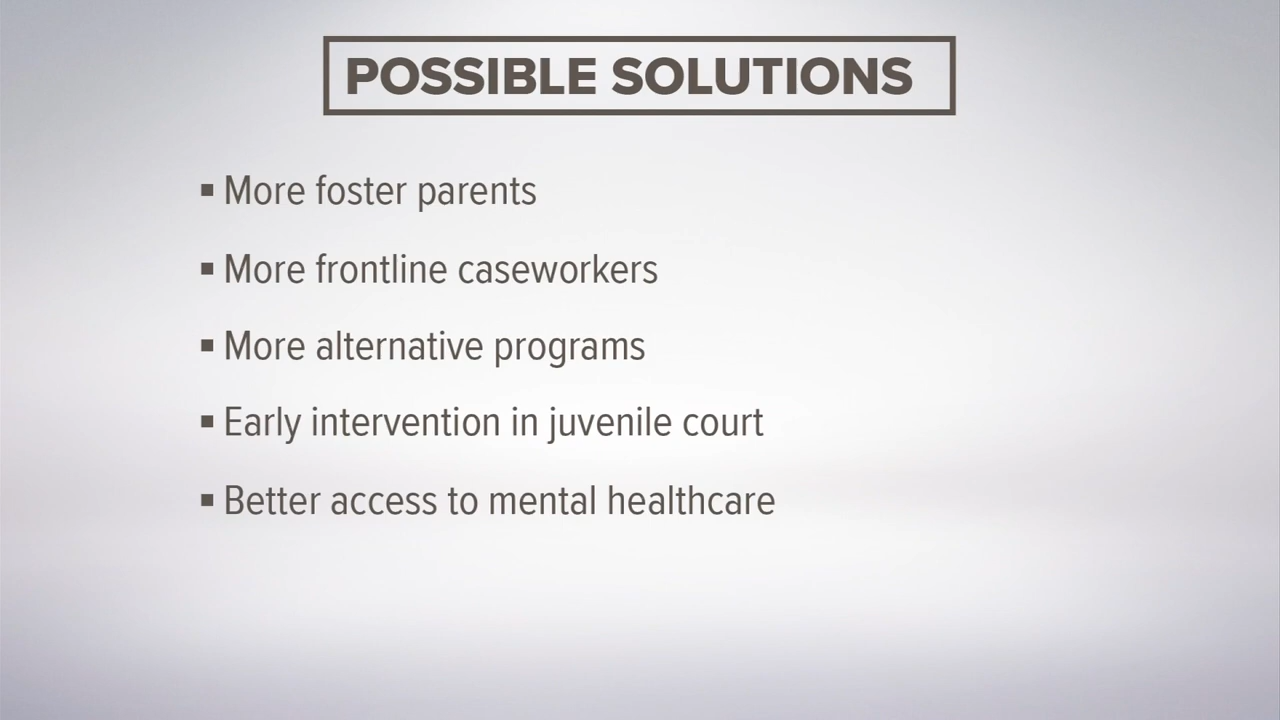 POSSIBLE SOLUTIONS
▪ More foster parents
▪ More frontline caseworkers
▪ More alternative programs
▪ Early intervention in juvenile court
▪ Better access to mental healthcare